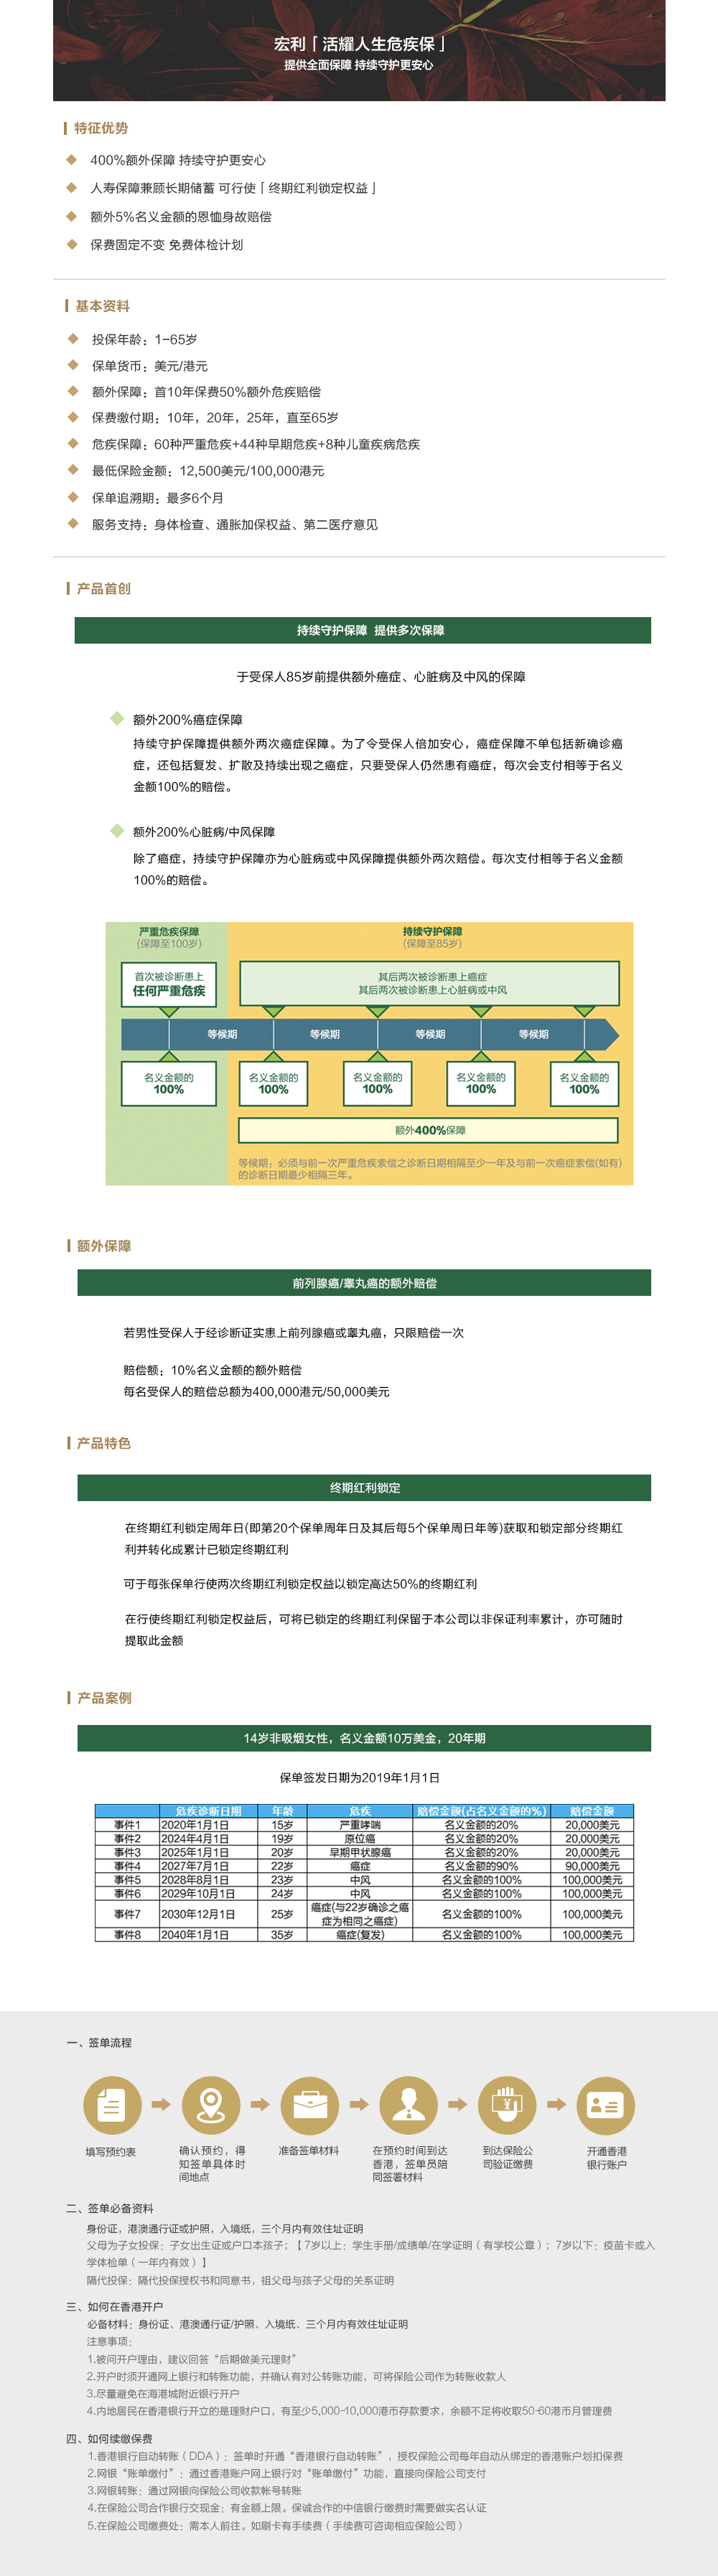 宏利「活耀人生危疾保」
提供全面保障 持续守护更安心
特征优势
400%额外保障 持续守护更安心
人寿保障兼顾长期储蓄 可行使「终期红利锁定权益」
额外5%名义金额的恩恤身故赔偿
保费固定不变 免费体检计划
基本资料
投保年龄：1-65岁
保单货币：美元/港元
额外保障：首10年保费50%额外危疾赔偿
保费缴付期：10年，20年，25年，直至65岁
危疾保障：60种严重危疾+44种早期危疾+8种儿童疾病危疾
最低保险金额：12,500美元/100,000港元
保单追溯期：最多6个月
服务支持：身体检查、通胀加保权益、第二医疗意见
产品首创
持续守护保障 提供多次保障
于受保人85岁前提供额外癌症、心脏病及中风的保障
额外200%癌症保障
持续守护保障提供额外两次癌症保障。为了令受保人倍加安心，癌症保障不单包括新确诊癌
症，还包括复发、扩散及持续出现之癌症，只要受保人仍然患有癌症，每次会支付相等于名义
金额100%的赔偿。
额外200%心脏病/中风保障
除了癌症，持续守护保障亦为心脏病或中风保障提供额外两次赔偿。每次支付相等于名义金额
100%的赔偿。
严重危疾保障 持续守护保障
(保障至100岁) (保障至85岁)
首次被诊断患上
任何严重危疾
其后两次被诊断患上癌症
其后两次被诊断患上心脏病或中风
等候期 等候期 等候期 等候期
名义金额的 名义金额的 名义金额的 名义金额的 名义金额的
100% 100% 100% 100% 100%
额外400%保障
等候期：必须与前一次严重危疾索偿之诊断日期相隔至少一年及与前一次癌症索偿(如有)
的诊断日期最少相隔三年。
额外保障
前列腺癌/睾丸癌的额外赔偿
若男性受保人于经诊断证实患上前列腺癌或睾丸癌，只限赔偿一次
赔偿额：10%名义金额的额外赔偿
每名受保人的赔偿总额为400,000港元/50,000美元
产品特色
终期红利锁定
在终期红利锁定周年日(即第20个保单周年日及其后每5个保单周日年等)获取和锁定部分终期红
利并转化成累计已锁定终期红利
可于每张保单行使两次终期红利锁定权益以锁定高达50%的终期红利
在行使终期红利锁定权益后，可将已锁定的终期红利保留于本公司以非保证利率累计，亦可随时
提取此金额
产品案例
14岁非吸烟女性，名义金额10万美金，20年期
保单签发日期为2019年1月1日
危疾诊断日期 年龄 危疾 赔偿金额(占名义金额的%) 赔偿金额
事件1 2020年1月1日 15岁 严重哮喘 名义金额的20% 20,000美元
事件2 2024年4月1日 19岁 原位癌 名义金额的20% 20,000美元
事件3 2025年1月1日 20岁 早期甲状腺癌 名义金额的20% 20,000美元
事件4 2027年7月1日 22岁 癌症 名义金额的90% 90,000美元
事件5 2028年8月1日 23岁 中风 名义金额的100% 100,000美元
事件6 2029年10月1日 24岁 中风 名义金额的100% 100,000美元
事件7 2030年12月1日 25岁 癌症(与22岁确诊之癌症为相同之癌症) 名义金额的100% 100,000美元
事件8 2040年1月1日 35岁 癌症(复发) 名义金额的100% 100,000美元
一、签单流程
填写预约表
确认预约，得
知签单具体时
间地点
准备签单材料
在预约时间到达
香港，签单员陪
同签署材料
到达保险公
司验证缴费
开通香港
银行账户
二、签单必备资料
身份证，港澳通行证或护照，入境纸，三个月内有效住址证明
父母为子女投保：子女出生证或户口本孩子；【7岁以上：学生手册/成绩单/在学证明（有学校公章）；7岁以下：疫苗卡或入
学体检单（一年内有效）】
隔代投保：隔代投保授权书和同意书，祖父母与孩子父母的关系证明
三、如何在香港开户
必备材料：身份证、港澳通行证/护照、入境纸、三个月内有效住址证明
注意事项：
1.被问开户理由，建议回答“后期做美元理财”
2.开户时须开通网上银行和转账功能，并确认有对公转账功能，可将保险公司作为转账收款人
3.尽量避免在海港城附近银行开户
4.内地居民在香港银行开立的是理财户口，有至少5,000-10,000港币存款要求，余额不足将收取50-60港币月管理费
四、如何续缴保费
1.香港银行自动转账（DDA）：签单时开通“香港银行自动转账”，授权保险公司每年自动从绑定的香港账户划扣保费
2.网银“账单缴付”：通过香港账户网上银行对“账单缴付”功能，直接向保险公司支付
3.网银转账：通过网银向保险公司收款帐号转账
4.在保险公司合作银行交现金：有金额上限。保诚合作的中信银行缴费时需要做实名认证
5.在保险公司缴费处：需本人前往。如刷卡有手续费（手续费可咨询相应保险公司）